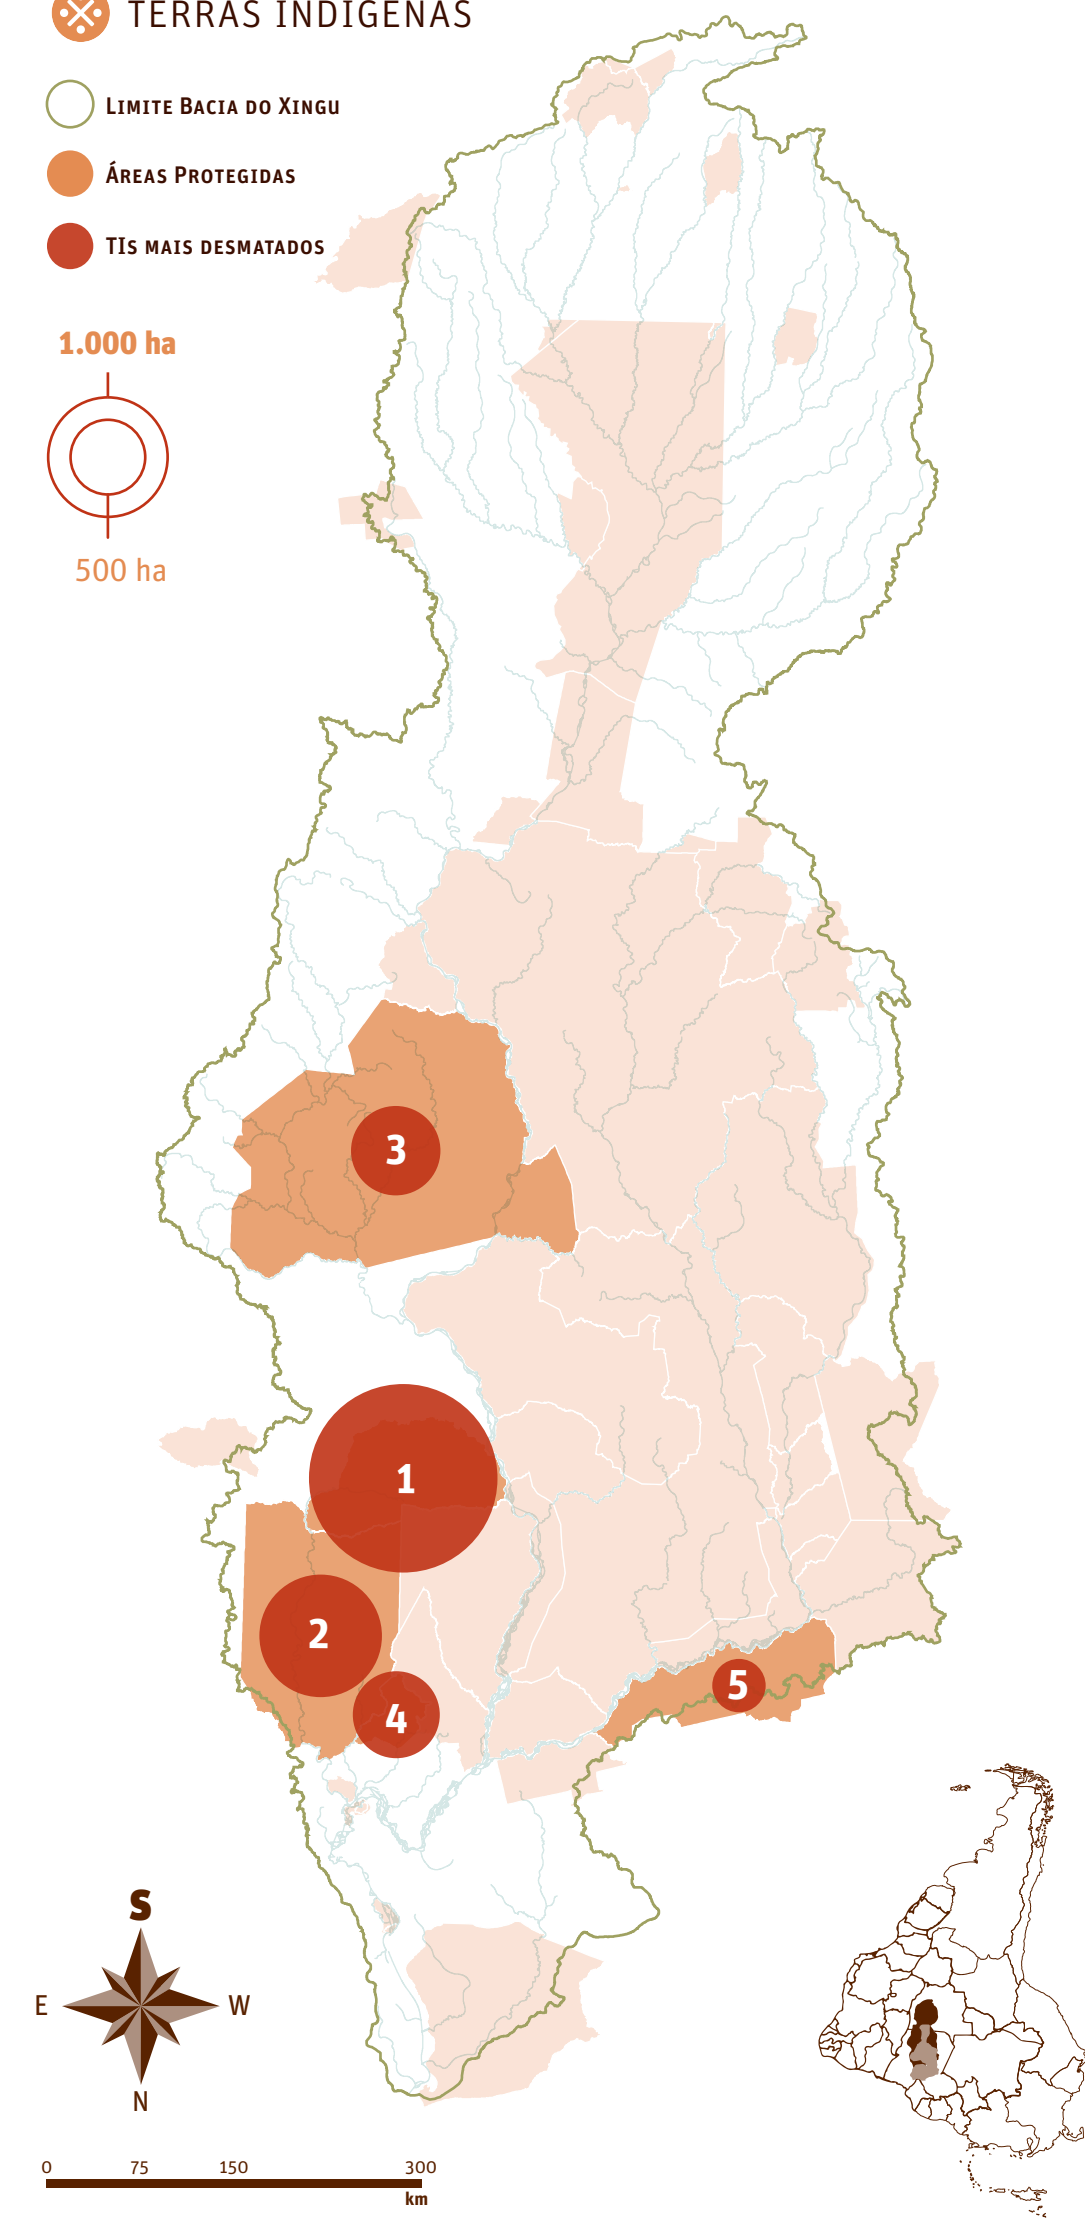 TERRAS INDÍGENAS
LIMITE BACIA DO XINGU
ÁREAS PROTEGIDAS
TIS MAIS DESMATADOS
1.000 ha
500 ha
3
1
2
4
5
S
E
W
N
0 75 150 300
km